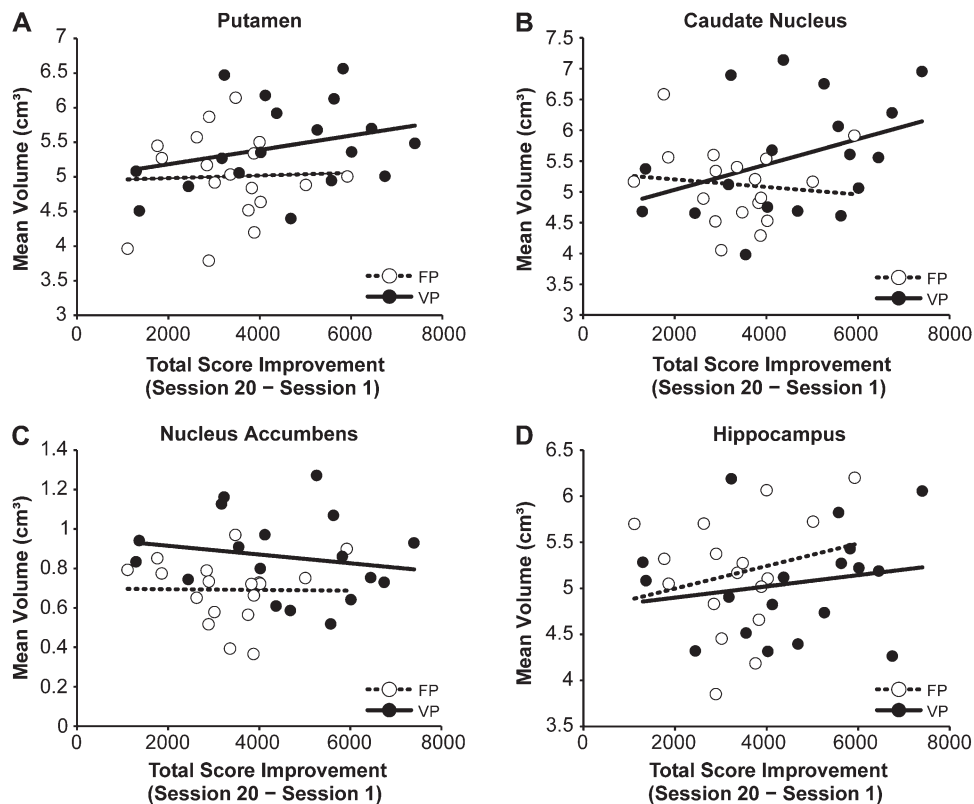 A
Putamen
7
6.5
6
5.5
5
4.5
4
3.5
3
Mean Volume (cm³)
FP
VP
0 2000 4000 6000 8000
Total Score Improvement
(Session 20 − Session 1)
B
Caudate Nucleus
7.5
7
6.5
6
5.5
5
4.5
4
3.5
3
Mean Volume (cm³)
FP
VP
0 2000 4000 6000 8000
Total Score Improvement
(Session 20 − Session 1)
C
Nucleus Accumbens
1.4
1.2
1
0.8
0.6
0.4
0.2
0
Mean Volume (cm³)
FP
VP
0 2000 4000 6000 8000
Total Score Improvement
(Session 20 − Session 1)
D
Hippocampus
6.5
6
5.5
5
4.5
4
3.5
Mean Volume (cm³)
FP
VP
0 2000 4000 6000 8000
Total Score Improvement
(Session 20 − Session 1)